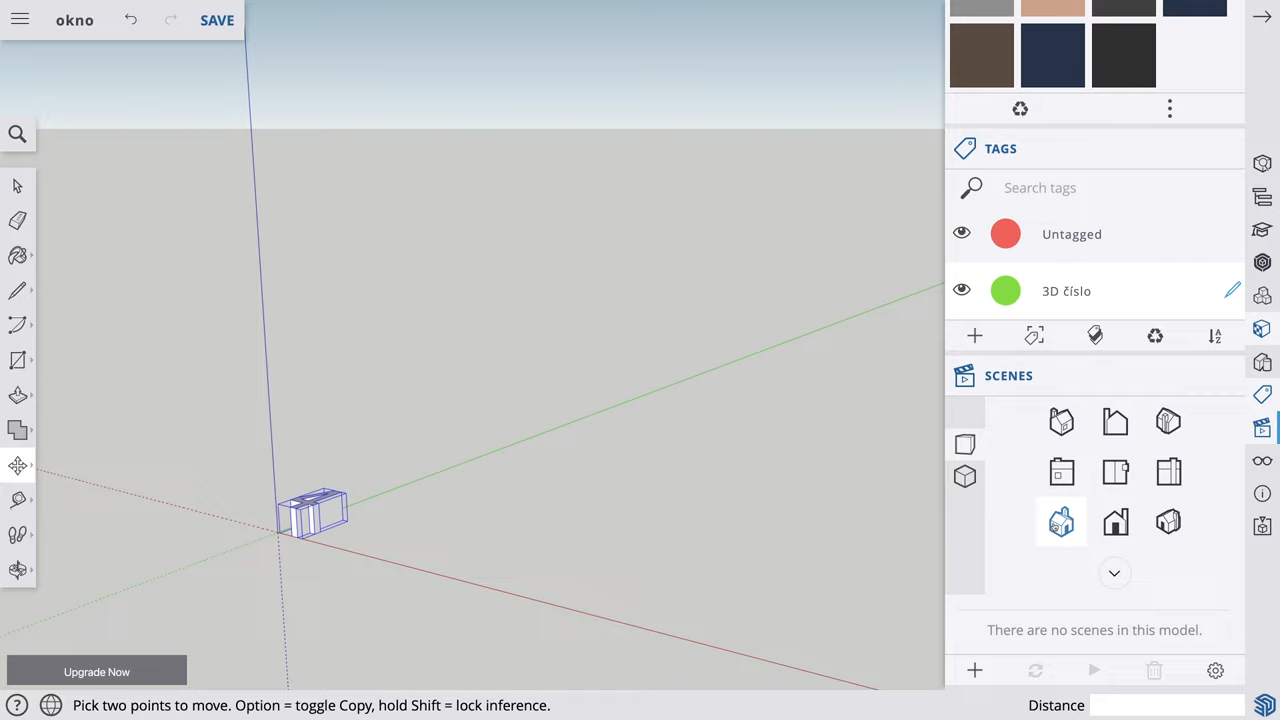 okno
SAVE
TAGS
Search tags
Untagged
3D číslo
A
Z
SCENES
There are no scenes in this model.
Upgrade Now
Pick two points to move. Option = toggle Copy, hold Shift = lock inference.
Distance